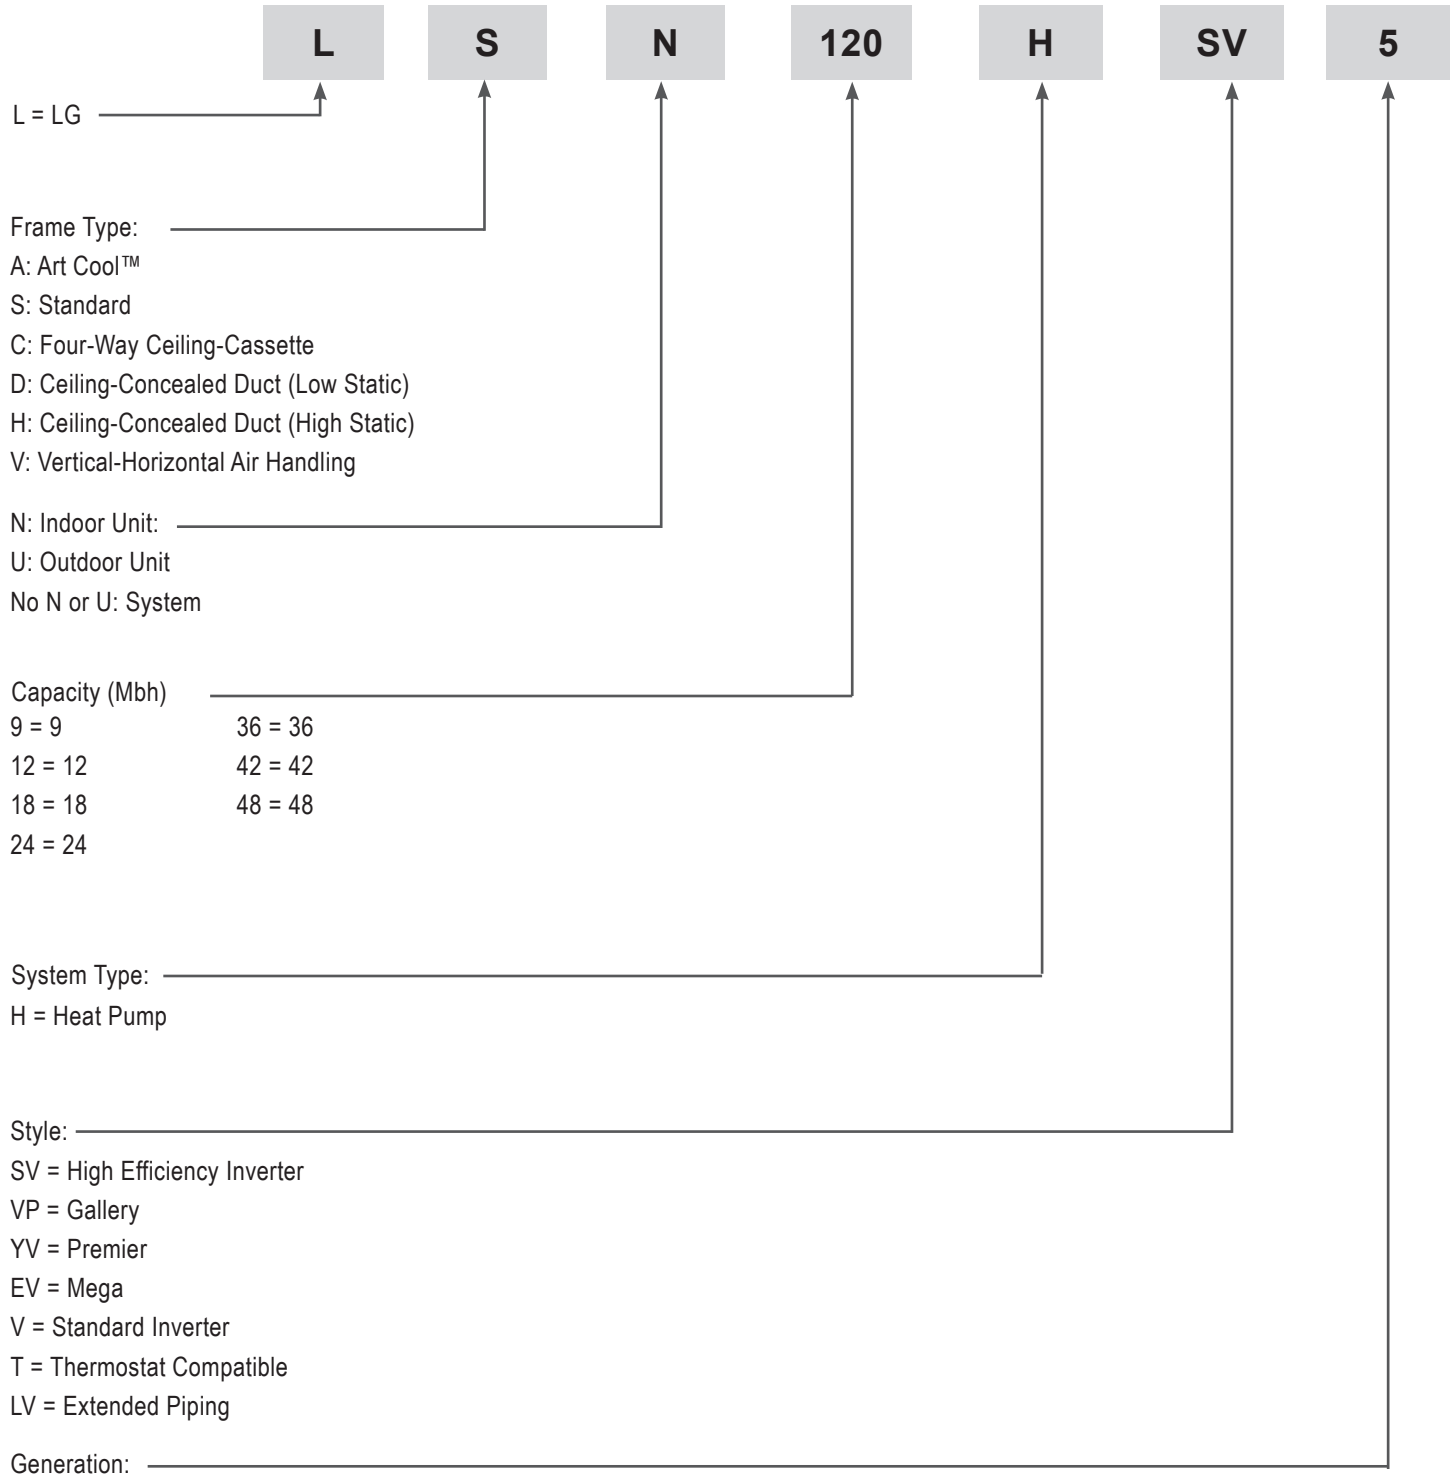 L S N 120 H SV 5
L = LG
Frame Type:
A: Art Cool™
S: Standard
C: Four-Way Ceiling-Cassette
D: Ceiling-Concealed Duct (Low Static)
H: Ceiling-Concealed Duct (High Static)
V: Vertical-Horizontal Air Handling
N: Indoor Unit:
U: Outdoor Unit
No N or U: System
Capacity (Mbh)
9 = 9 36 = 36
12 = 12 42 = 42
18 = 18 48 = 48
24 = 24
System Type:
H = Heat Pump
Style:
SV = High Efficiency Inverter
VP = Gallery
YV = Premier
EV = Mega
V = Standard Inverter
T = Thermostat Compatible
LV = Extended Piping
Generation: